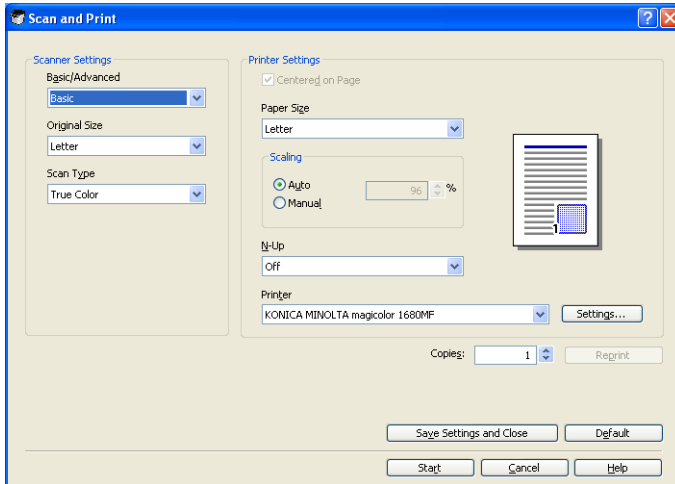 Scan and Print
Scanner Settings
Basic/Advanced
Basic
Original Size
Letter
Scan Type
True Color
Printer Settings
Centered on Page
Paper Size
Letter
Scaling
Auto
96 %
Manual
1
N-Up
Off
Printer
KONICA MINOLTA magicolor 1680MF
Settings...
Copies: 1
Reprint
Save Settings and Close
Default
Start
Cancel
Help